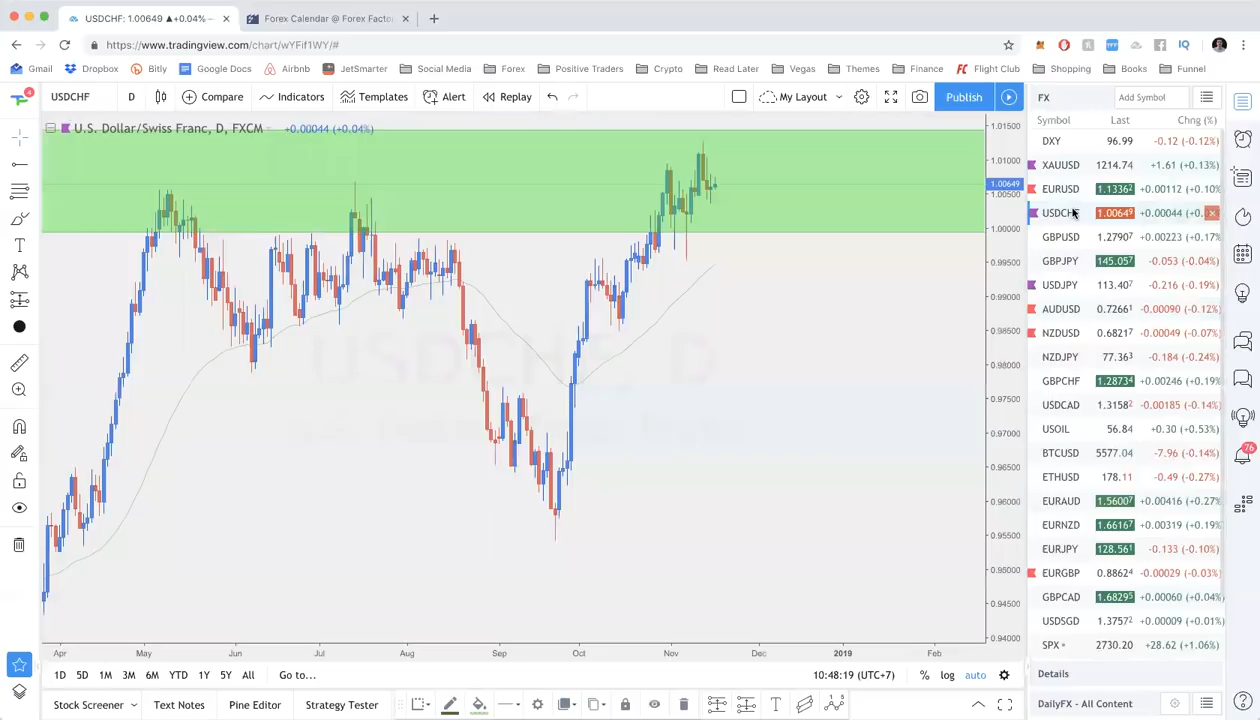 USDCHF: 1.00649 ▲+0.04%
Forex Calendar @ Forex Facto
https://www.tradingview.com/chart/wYFif1WY/#
Gmail Dropbox Bitly Google Docs Airbnb JetSmarter Social Media Forex Positive Traders Crypto Read Later Vegas Themes Finance Flight Club Shopping Books Funnel
4 USDCHF D Compare Indicators Templates Alert Replay My Layout Publish
FX Add Symbol
Symbol Last Chng (%)
U.S. Dollar/Swiss Franc, D, FXCM +0.00044 (+0.04%)
1.01500
1.01000
1.00649
1.00500
1.00000
0.99500
0.99000
0.98500
0.98000
0.97500
0.97000
0.96500
0.96000
0.95500
0.95000
0.94500
0.94000
USDCHF, D
DXY 96.99 -0.12 (-0.12%)
XAUUSD 1214.74 +1.61 (+0.13%)
EURUSD 1.13362 +0.00112 (+0.10%
USDCH 1.00649 +0.00044 (+0.
GBPUSD 1.27907 +0.00223 (+0.17%
GBPJPY 145.057 -0.053 (-0.04%)
USDJPY 113.407 -0.216 (-0.19%)
AUDUSD 0.72661 -0.00090 (-0.12%
NZDUSD 0.68217 -0.00049 (-0.07%
NZDJPY 77.363 -0.184 (-0.24%)
GBPCHF 1.28734 +0.00246 (+0.19%
USDCAD 1.31582 -0.00185 (-0.14%
USOIL 56.84 +0.30 (+0.53%)
BTCUSD 5577.04 -7.96 (-0.14%)
ETHUSD 178.11 -0.49 (-0.27%)
EURAUD 1.56007 +0.00416 (+0.27%
EURNZD 1.66167 +0.00319 (+0.19%
EURJPY 128.561 -0.133 (-0.10%)
EURGBP 0.88624 -0.00029 (-0.03%)
GBPCAD 1.68295 +0.00060 (+0.04%
USDSGD 1.37572 +0.00009 (+0.01%)
SPX 2730.20 +28.62 (+1.06%)
76
Apr May Jun Jul Aug Sep Oct Nov Dec 2019 Feb
1D 5D 1M 3M 6M YTD 1Y 5Y All Go to... 10:48:19 (UTC+7) % log auto
Details
Stock Screener Text Notes Pine Editor Strategy Tester
DailyFX - All Content